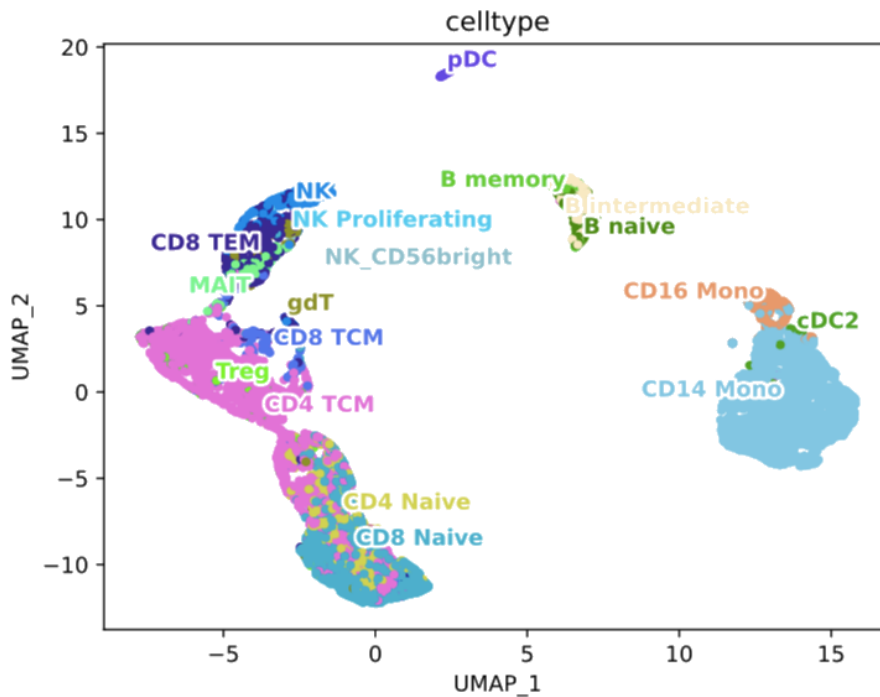 celltype
20
pDC
15
B memory
NK
B intermediate
10
NK Proliferating
B naive
CD8 TEM
NK_CD56bright
MAIT
CD16 Mono
5
gdT
cDC2
CD8 TCM
UMAP_2
Treg
0
CD14 Mono
CD4 TCM
−5
CD4 Naive
CD8 Naive
−10
−5
0
5
10
15
UMAP_1